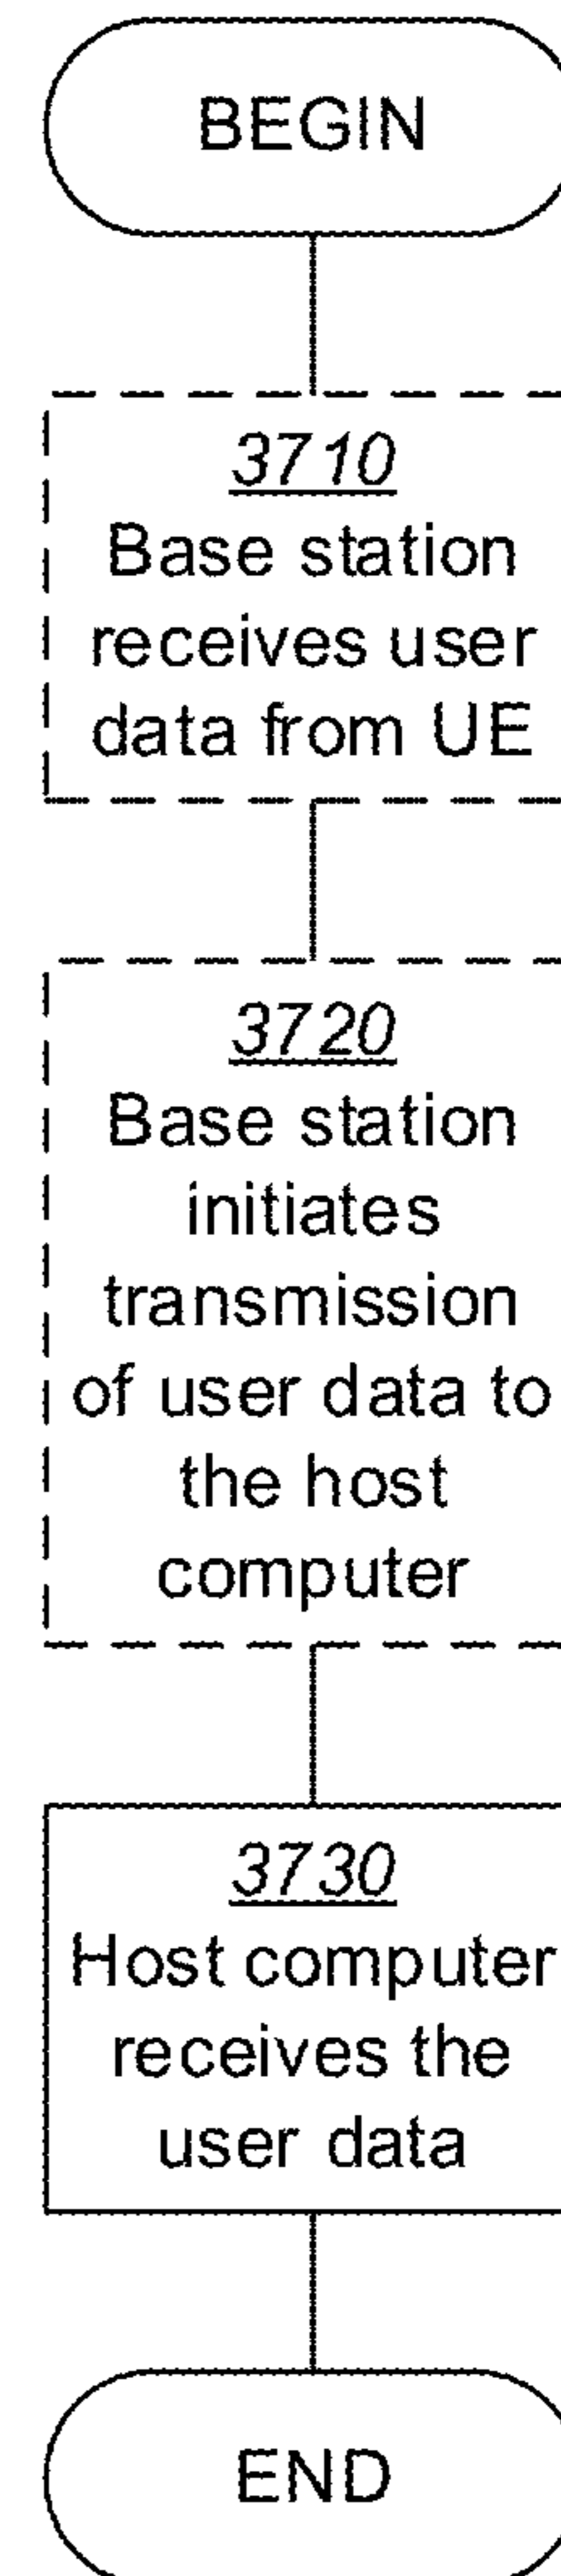 BEGIN
3710
Base station
receives user
data from UE
3720
Base station
initiates
transmission
of user data to
the host
computer
3730
Host computer
receives the
user data
END